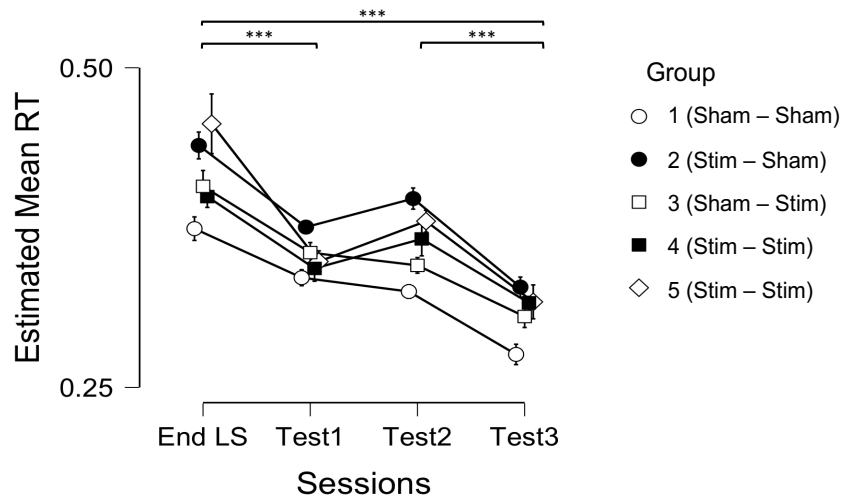 ***
*** ***
0.50
0.25
Estimated Mean RT
End LS Test1 Test2 Test3
Sessions
Group
1 (Sham – Sham)
2 (Stim – Sham)
3 (Sham – Stim)
4 (Stim – Stim)
5 (Stim – Stim)